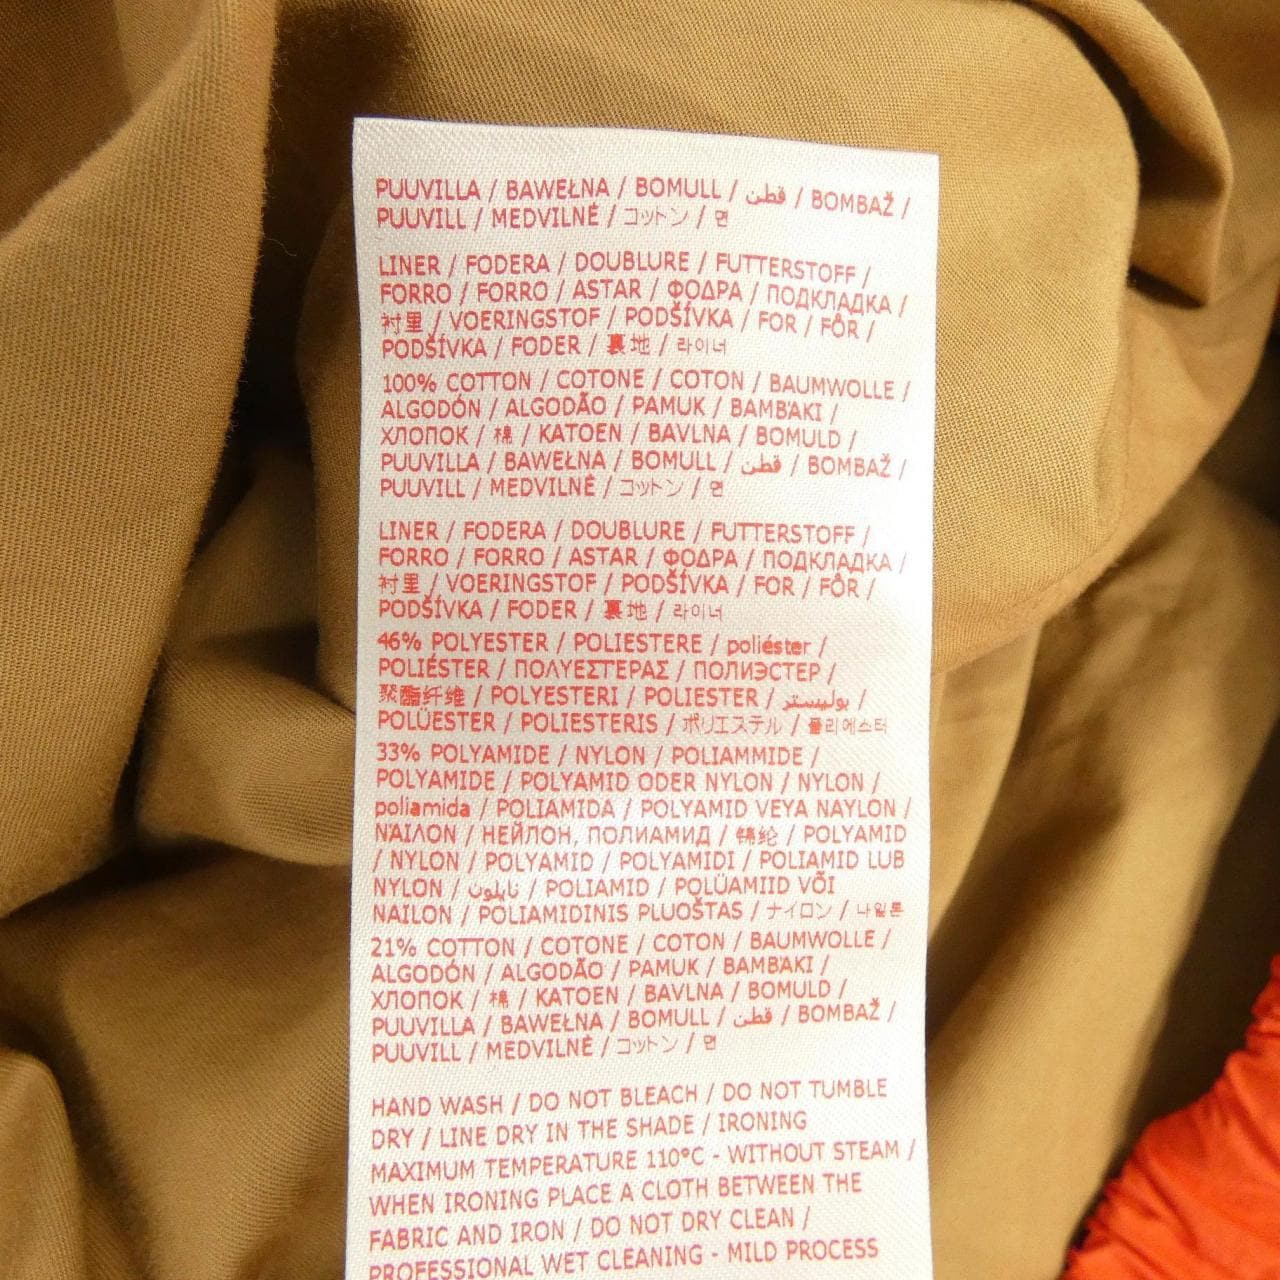 PUUVILLA / BAWEŁNA / BOMULL / قطن / BOMBAŽ /
PUUVILL / MEDVILNĖ / コットン / 면
LINER / FODERA / DOUBLURE / FUTTERSTOFF /
FORRO / FORRO / ASTAR / ΦΟΔΡΑ / ПОДКЛАДКА /
衬里 / VOERINGSTOF / PODŠÍVKA / FOR / FÔR /
PODŠÍVKA / FODER / 裏地 / 라이너
100% COTTON / COTONE / COTON / BAUMWOLLE /
ALGODÓN / ALGODÃO / PAMUK / ΒΑΜΒΆΚΙ /
ХЛОПОК / 棉 / KATOEN / BAVLNA / BOMULD /
PUUVILLA / BAWEŁNA / BOMULL / قطن / BOMBAŽ /
PUUVILL / MEDVILNĖ / コットン / 면
LINER / FODERA / DOUBLURE / FUTTERSTOFF /
FORRO / FORRO / ASTAR / ΦΟΔΡΑ / ПОДКЛАДКА /
衬里 / VOERINGSTOF / PODŠÍVKA / FOR / FÔR /
PODŠÍVKA / FODER / 裏地 / 라이너
46% POLYESTER / POLIESTERE / poliéster /
POLIÉSTER / ΠΟΛΥΕΣΤΕΡΑΣ / ПОЛИЭСТЕР /
聚酯纤维 / POLYESTERI / POLIESTER / بوليستر /
POLÜESTER / POLIESTERIS / ポリエステル / 폴리에스터
33% POLYAMIDE / NYLON / POLIAMMIDE /
POLYAMIDE / POLYAMID ODER NYLON / NYLON /
poliamida / POLIAMIDA / POLYAMID VEYA NAYLON /
ΝΑΙΛΟΝ / НЕЙЛОН, ПОЛИАМИД / 锦纶 / POLYAMID
/ NYLON / POLYAMID / POLYAMIDI / POLIAMID LUB
NYLON / نايلون / POLIAMID / POLÜAMIID VÕI
NAILON / POLIAMIDINIS PLUOŠTAS / ナイロン / 나일론
21% COTTON / COTONE / COTON / BAUMWOLLE /
ALGODÓN / ALGODÃO / PAMUK / ΒΑΜΒΆΚΙ /
ХЛОПОК / 棉 / KATOEN / BAVLNA / BOMULD /
PUUVILLA / BAWEŁNA / BOMULL / قطن / BOMBAŽ /
PUUVILL / MEDVILNĖ / コットン / 면
HAND WASH / DO NOT BLEACH / DO NOT TUMBLE
DRY / LINE DRY IN THE SHADE / IRONING
MAXIMUM TEMPERATURE 110°C - WITHOUT STEAM /
WHEN IRONING PLACE A CLOTH BETWEEN THE
FABRIC AND IRON / DO NOT DRY CLEAN /
PROFESSIONAL WET CLEANING - MILD PROCESS